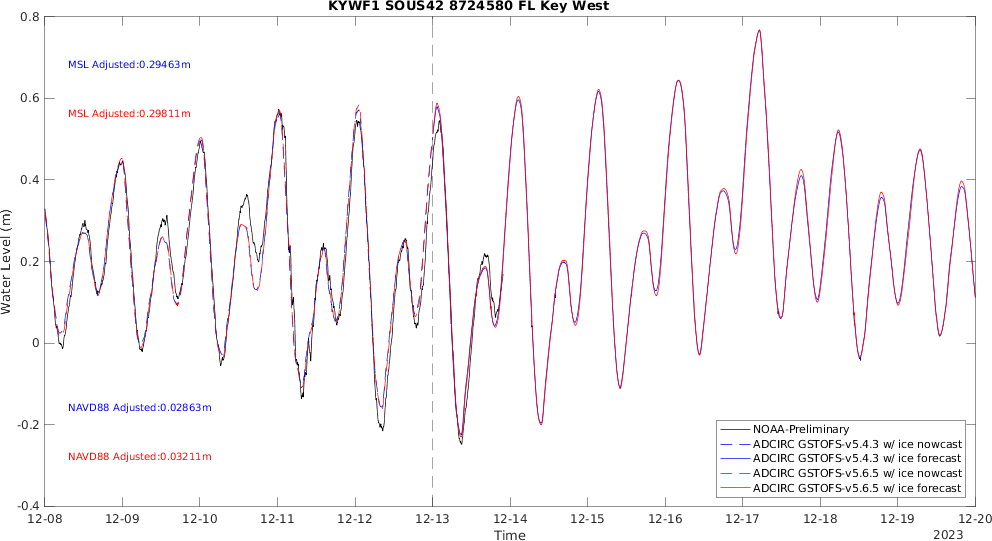 KYWF1 SOUS42 8724580 FL Key West
0.8
MSL Adjusted:0.29463m
0.6
MSL Adjusted:0.29811m
0.4
Water Level (m)
0.2
0
NAVD88 Adjusted:0.02863m
-0.2
NAVD88 Adjusted:0.03211m
NOAA-Preliminary
ADCIRC GSTOFS-v5.4.3 w/ ice nowcast
ADCIRC GSTOFS-v5.4.3 w/ ice forecast
ADCIRC GSTOFS-v5.6.5 w/ ice nowcast
ADCIRC GSTOFS-v5.6.5 w/ ice forecast
-0.4
12-08 12-09 12-10 12-11 12-12 12-13 12-14 12-15 12-16 12-17 12-18 12-19 12-20
Time 2023